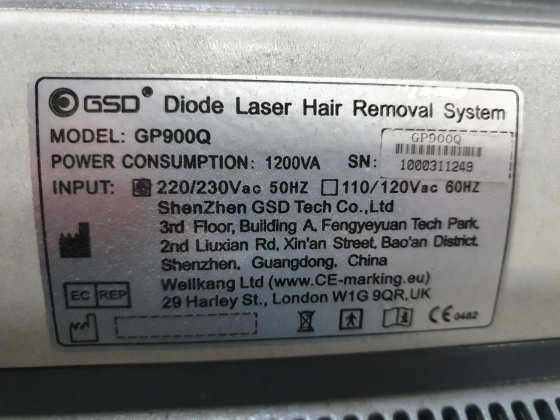 GSD® Diode Laser Hair Removal System
MODEL: GP900Q
GP900Q
POWER CONSUMPTION: 1200VA SN: 1000311249
INPUT: 220/230Vac 50HZ 110/120Vac 60HZ
ShenZhen GSD Tech Co.,Ltd
3rd Floor, Building A, Fengyeyuan Tech Park,
2nd Liuxian Rd, Xin'an Street, Bao'an District,
Shenzhen, Guangdong, China
EC REP
Wellkang Ltd (www.CE-marking.eu)
29 Harley St., London W1G 9QR,UK
CE 0482